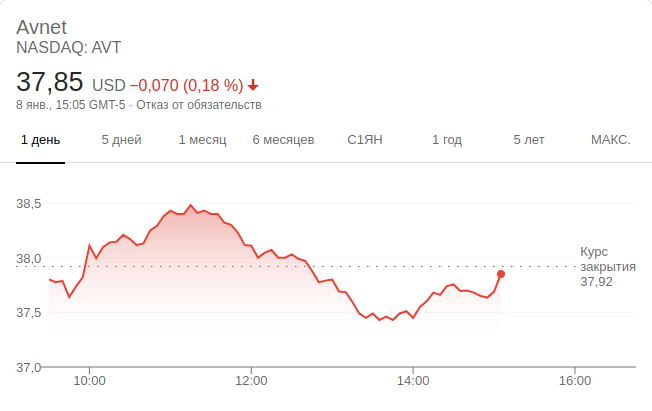 Avnet
NASDAQ: AVT
37,85 USD −0,070 (0,18 %)
8 янв., 15:05 GMT-5 · Отказ от обязательств
1 день 5 дней 1 месяц 6 месяцев С1ЯН 1 год 5 лет МАКС.
38,5
38,0
37,5
37,0
Курс
закрытия
37,92
10:00 12:00 14:00 16:00